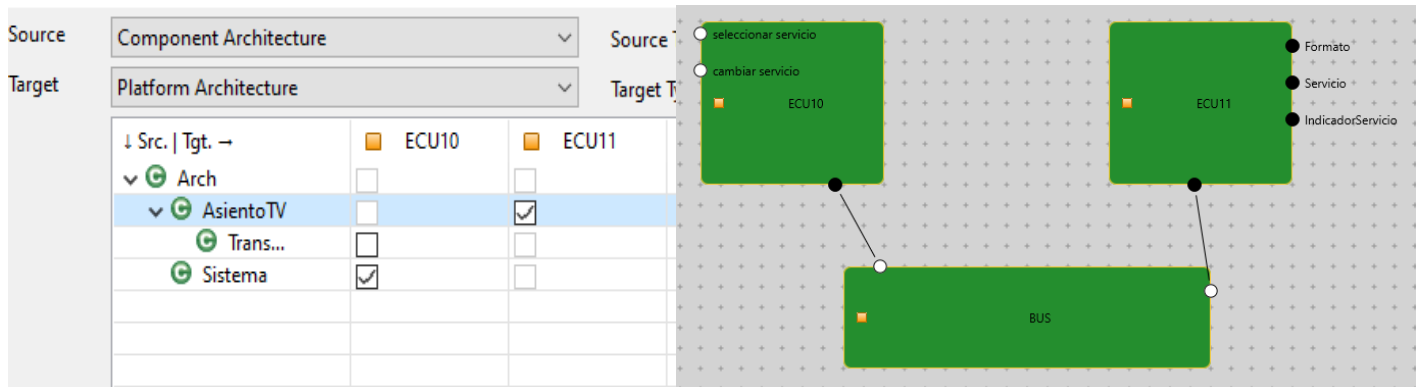 Source
Component Architecture
Source T
Target
Platform Architecture
Target Ty
↓ Src. | Tgt. →
ECU10
ECU11
Arch
AsientoTV
Trans...
Sistema
seleccionar servicio
cambiar servicio
ECU10
Formato
Servicio
ECU11
IndicadorServicio
BUS